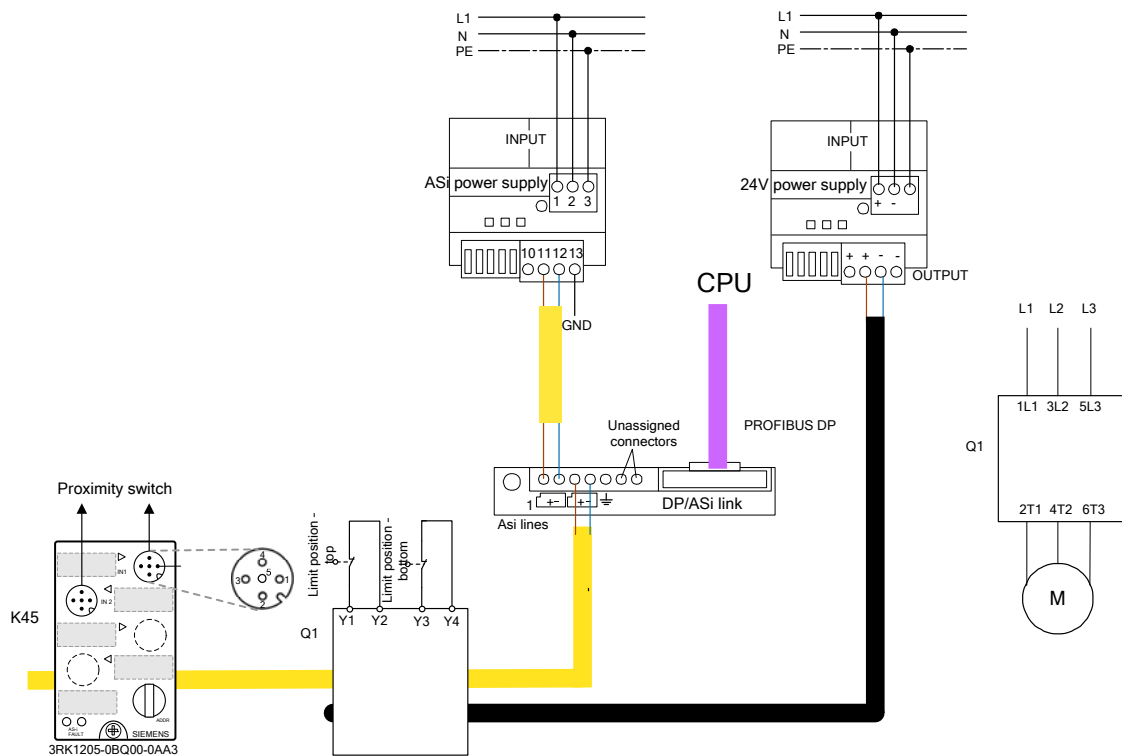 L1
N
PE
L1
N
PE
INPUT
ASi power supply
1 2 3
10 11 12 13
GND
INPUT
24V power supply
+ -
+ + - -
OUTPUT
CPU
L1 L2 L3
1L1 3L2 5L3
Q1
2T1 4T2 6T3
M
Unassigned
connectors
PROFIBUS DP
1 + - + -
Asi lines
DP/ASi link
Proximity switch
K45
IN1
IN 2
4
3 5 1
2
ADDR
ASI
FAULT
SIEMENS
3RK1205-0BQ00-0AA3
Limit position -
top
Limit position -
bottom
Q1
Y1 Y2 Y3 Y4